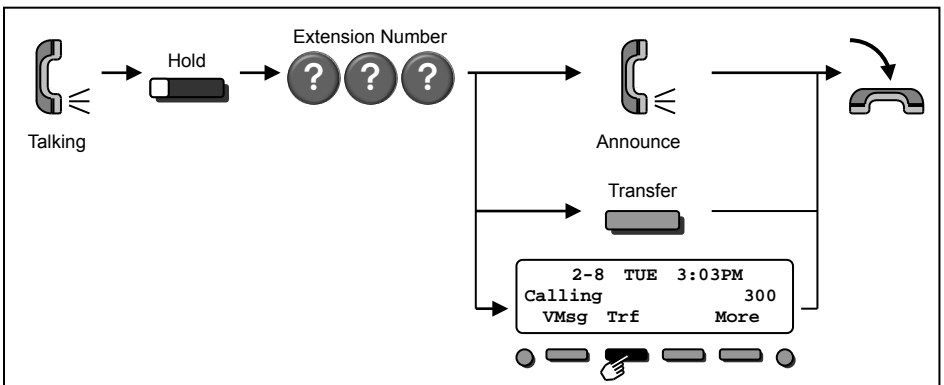 Extension Number
Hold
? ? ?
Talking
Announce
Transfer
2-8 TUE 3:03PM
Calling 300
VMsg Trf More